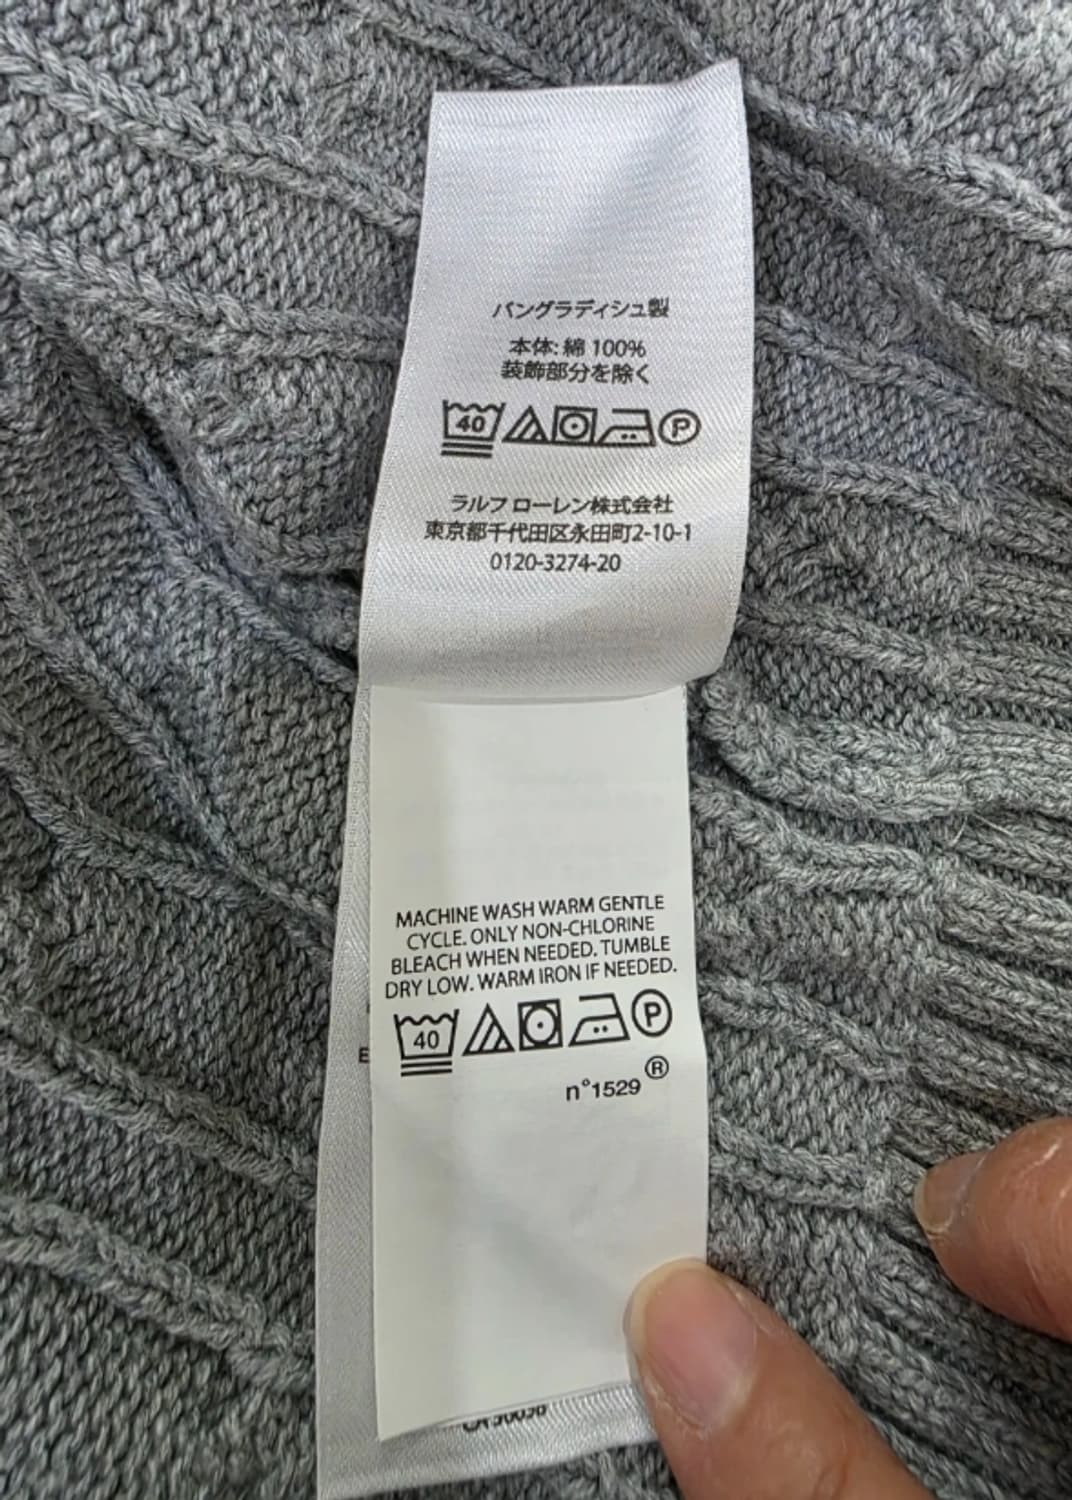 バングラディシュ製
本体: 綿 100%
装飾部分を除く
40
P
ラルフ ローレン株式会社
東京都千代田区永田町2-10-1
0120-3274-20
MACHINE WASH WARM GENTLE
CYCLE. ONLY NON-CHLORINE
BLEACH WHEN NEEDED. TUMBLE
DRY LOW. WARM IRON IF NEEDED.
40
P
E
n°1529 ®